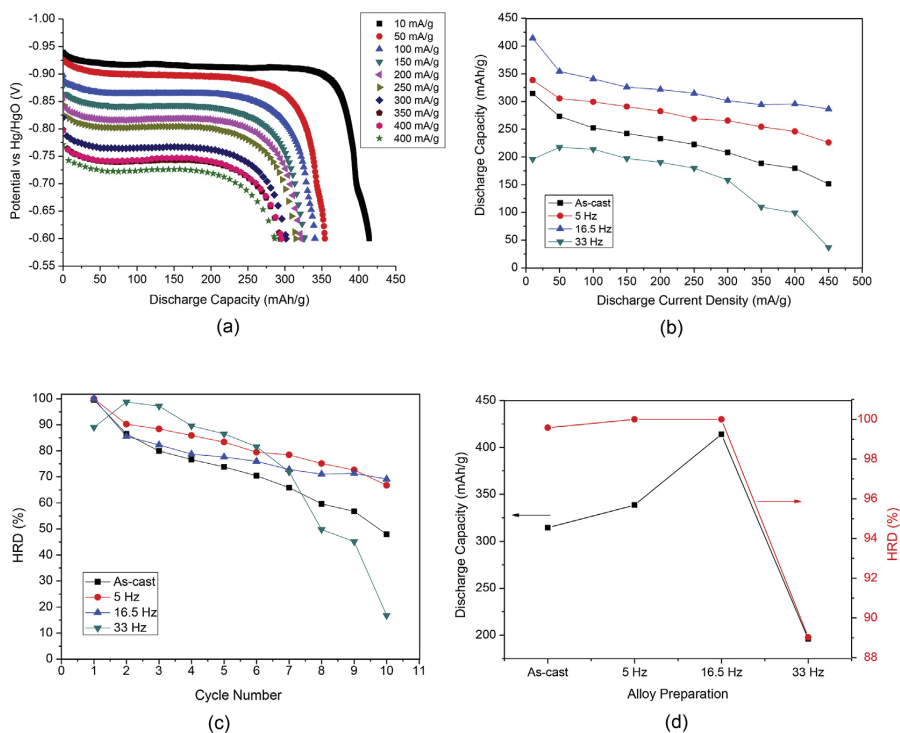 (a)
Potential vs Hg/HgO (V)
-1.00
-0.95
-0.90
-0.85
-0.80
-0.75
-0.70
-0.65
-0.60
-0.55
0 50 100 150 200 250 300 350 400 450
Discharge Capacity (mAh/g)
10 mA/g
50 mA/g
100 mA/g
150 mA/g
200 mA/g
250 mA/g
300 mA/g
350 mA/g
400 mA/g
400 mA/g
(b)
Discharge Capacity (mAh/g)
450
400
350
300
250
200
150
100
50
0
0 50 100 150 200 250 300 350 400 450 500
Discharge Current Density (mA/g)
As-cast
5 Hz
16.5 Hz
33 Hz
HRD (%)
100
90
80
70
60
50
40
30
20
10
0
0 1 2 3 4 5 6 7 8 9 10 11
Cycle Number
As-cast
5 Hz
16.5 Hz
33 Hz
(c)
Discharge Capacity (mAh/g)
450
400
350
300
250
200
As-cast 5 Hz 16.5 Hz 33 Hz
Alloy Preparation
100
98
96
94
92
90
88
HRD (%)
(d)